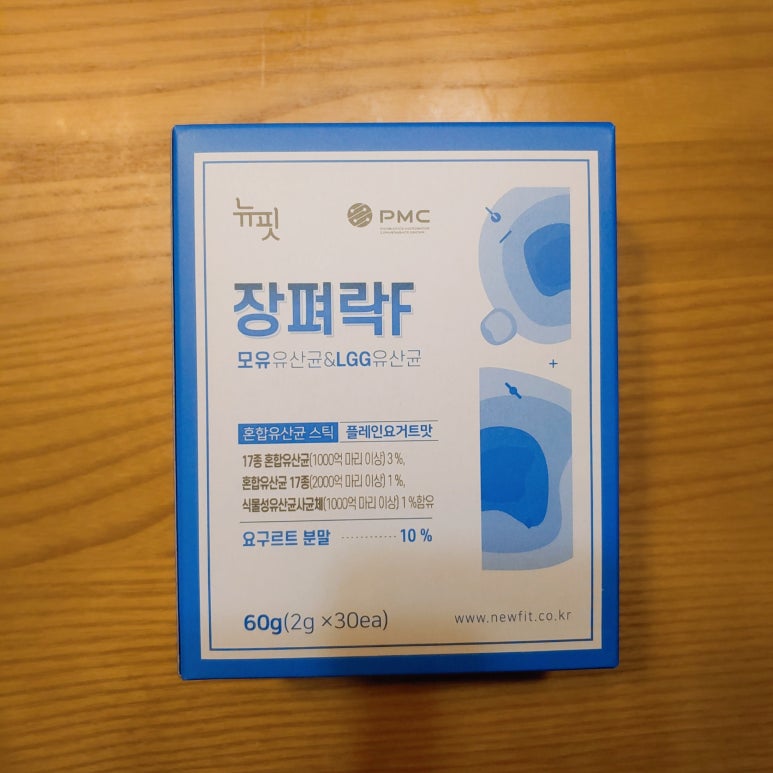 뉴핏
PMC
장펴락F
모유유산균&LGG유산균
혼합유산균 스틱 플레인요거트맛
17종 혼합유산균(1000억 마리 이상) 3 %,
혼합유산균 17종(2000억 마리 이상) 1 %,
식물성유산균사균체(1000억 마리 이상) 1 %함유
요구르트 분말 ············ 10 %
60g(2g ×30ea)
www.newfit.co.kr